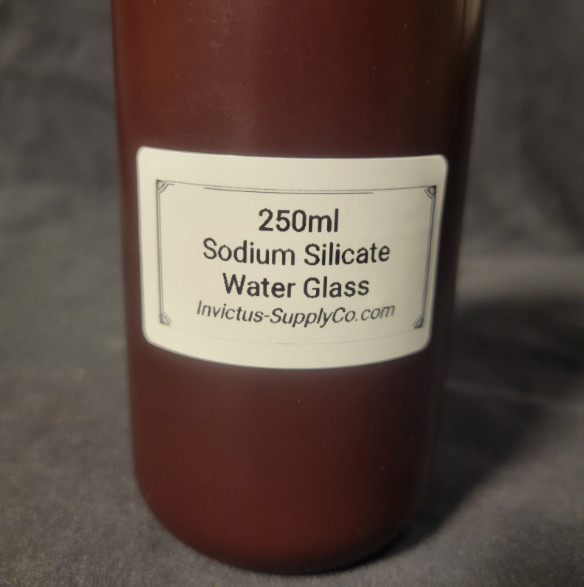 250ml
Sodium Silicate
Water Glass
Invictus-SupplyCo.com